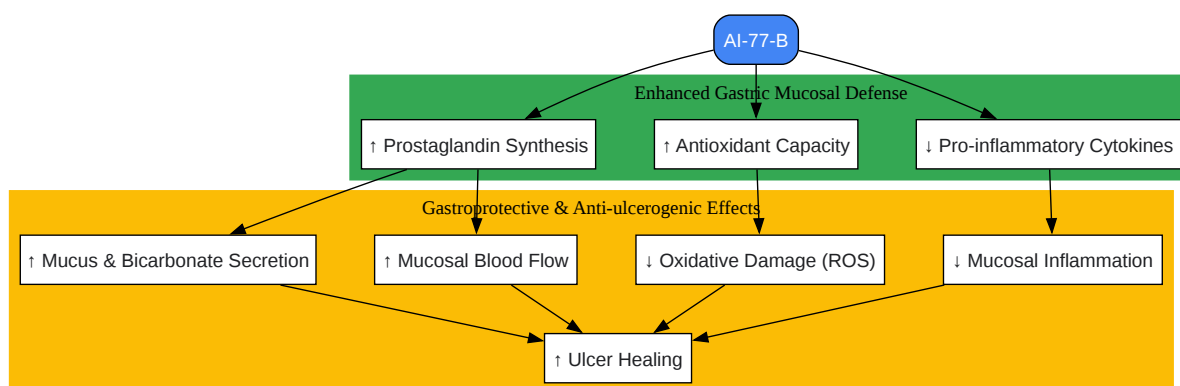 AI-77-B
Enhanced Gastric Mucosal Defense
↑ Prostaglandin Synthesis
↑ Antioxidant Capacity
↓ Pro-inflammatory Cytokines
Gastroprotective & Anti-ulcerogenic Effects
↑ Mucus & Bicarbonate Secretion
↑ Mucosal Blood Flow
↓ Oxidative Damage (ROS)
↓ Mucosal Inflammation
↑ Ulcer Healing